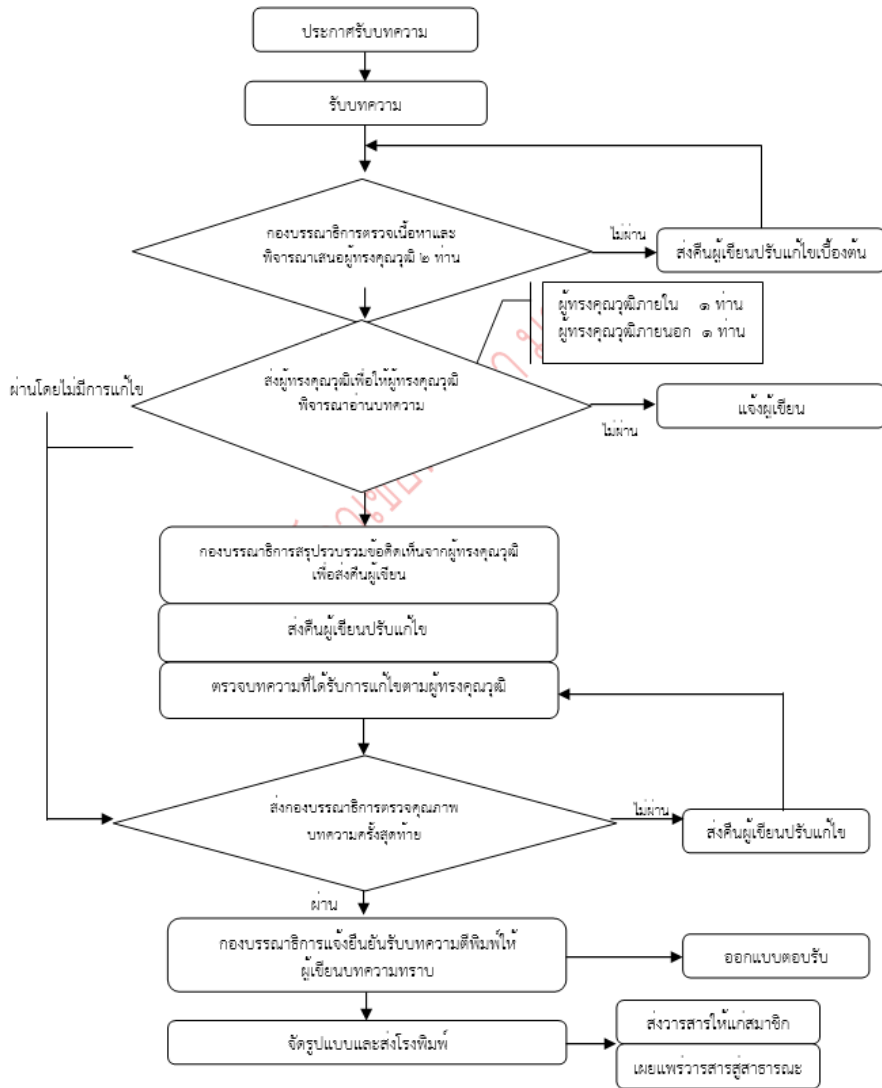 ประกาศรับบทความ
รับบทความ
กองบรรณาธิการตรวจเนื้อหาและ
พิจารณาเสนอผู้ทรงคุณวุฒิ ๒ ท่าน
ไม่ผ่าน
ส่งคืนผู้เขียนปรับแก้ไขเบื้องต้น
ผู้ทรงคุณวุฒิภายใน ๑ ท่าน
ผู้ทรงคุณวุฒิภายนอก ๑ ท่าน
ผ่านโดยไม่มีการแก้ไข
ส่งผู้ทรงคุณวุฒิเพื่อให้ผู้ทรงคุณวุฒิ
พิจารณาอ่านบทความ
ไม่ผ่าน
แจ้งผู้เขียน
กองบรรณาธิการสรุปรวบรวมข้อคิดเห็นจากผู้ทรงคุณวุฒิ
เพื่อส่งคืนผู้เขียน
ส่งคืนผู้เขียนปรับแก้ไข
ตรวจบทความที่ได้รับการแก้ไขตามผู้ทรงคุณวุฒิ
ส่งกองบรรณาธิการตรวจคุณภาพ
บทความครั้งสุดท้าย
ไม่ผ่าน
ส่งคืนผู้เขียนปรับแก้ไข
ผ่าน
กองบรรณาธิการแจ้งยืนยันรับบทความตีพิมพ์ให้
ผู้เขียนบทความทราบ
ออกแบบตอบรับ
จัดรูปแบบและส่งโรงพิมพ์
ส่งวารสารให้แก่สมาชิก
เผยแพร่วารสารสู่สาธารณะ